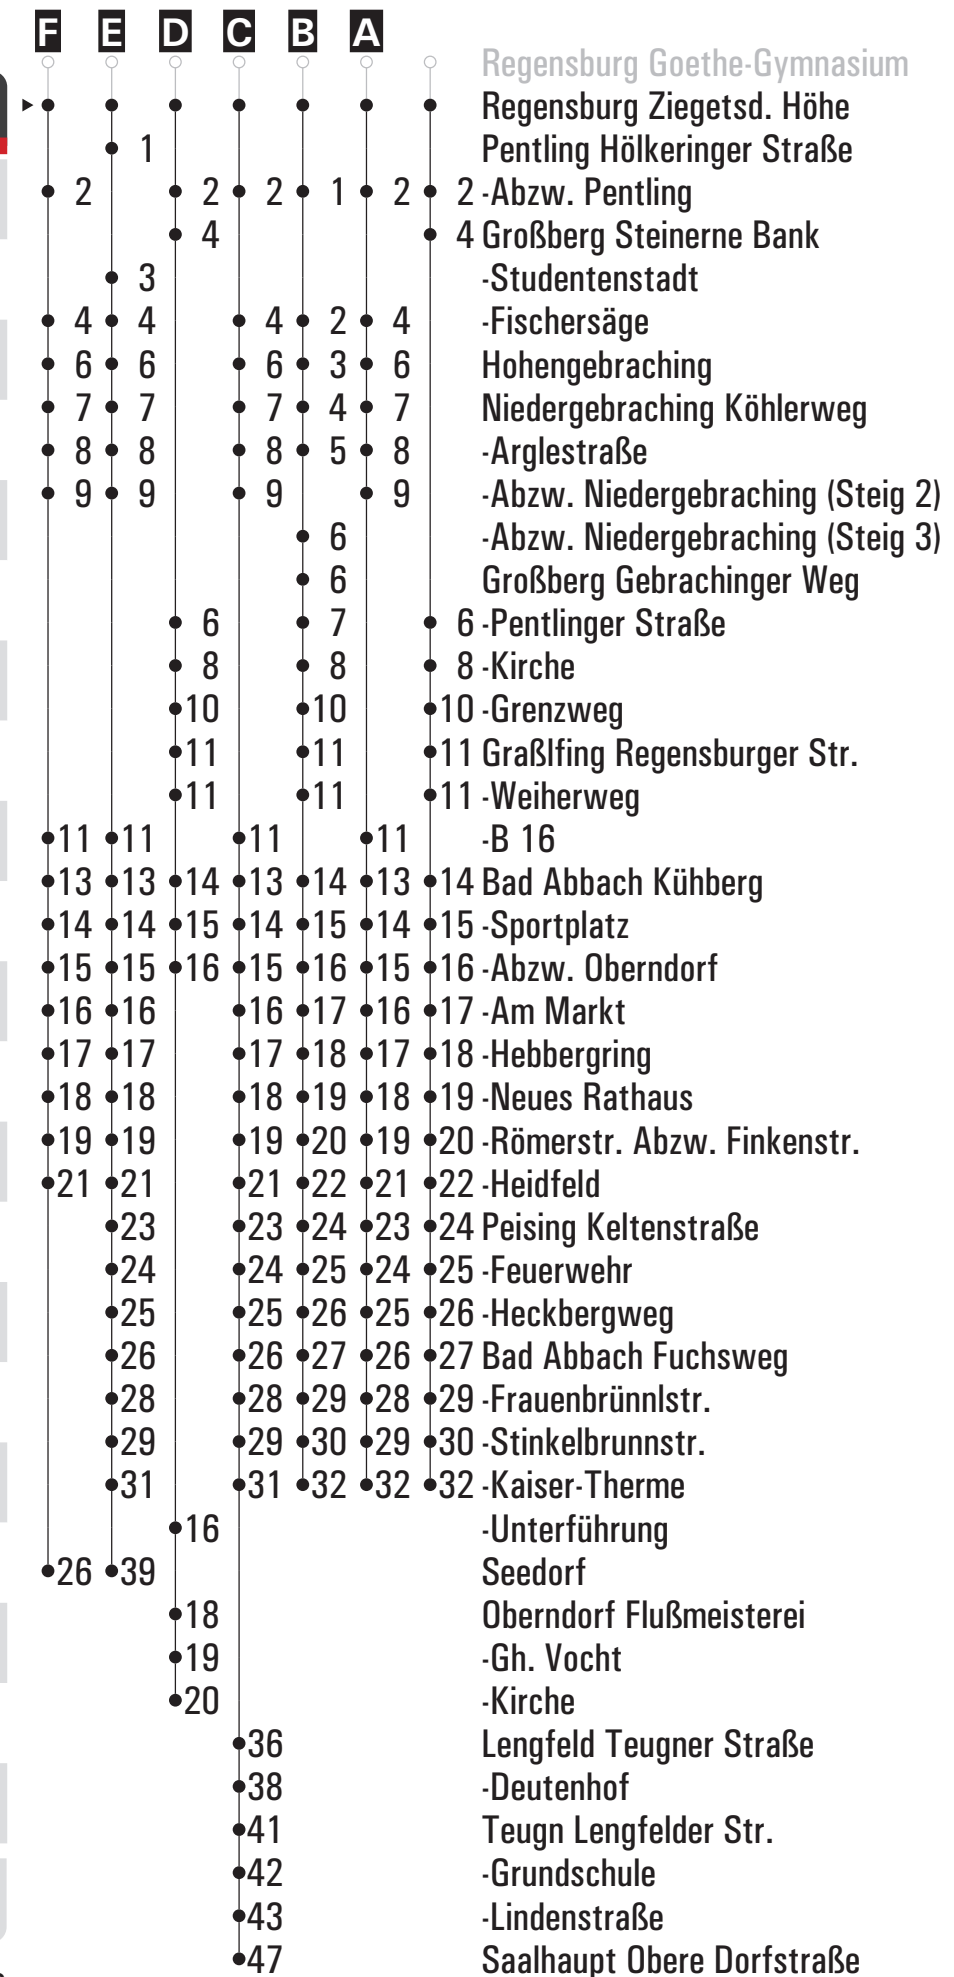 F E D C B A
Regensburg Goethe-Gymnasium
Regensburg Ziegetsd. Höhe
1 Pentling Hölkeringer Straße
2 2 2 1 2 2 -Abzw. Pentling
4 4 Großberg Steinerne Bank
3 -Studentenstadt
4 4 4 2 4 -Fischersäge
6 6 6 3 6 Hohengebraching
7 7 7 4 7 Niedergebraching Köhlerweg
8 8 8 5 8 -Arglestraße
9 9 9 9 -Abzw. Niedergebraching (Steig 2)
6 -Abzw. Niedergebraching (Steig 3)
6 Großberg Gebrachinger Weg
6 7 6 -Pentlinger Straße
8 8 8 -Kirche
10 10 10 -Grenzweg
11 11 11 Graßlfing Regensburger Str.
11 11 11 -Weiherweg
11 11 11 11 -B 16
13 13 14 13 14 13 14 Bad Abbach Kühberg
14 14 15 14 15 14 15 -Sportplatz
15 15 16 15 16 15 16 -Abzw. Oberndorf
16 16 16 17 16 17 -Am Markt
17 17 17 18 17 18 -Hebbergring
18 18 18 19 18 19 -Neues Rathaus
19 19 19 20 19 20 -Römerstr. Abzw. Finkenstr.
21 21 21 22 21 22 -Heidfeld
23 23 24 23 24 Peising Keltenstraße
24 24 25 24 25 -Feuerwehr
25 25 26 25 26 -Heckbergweg
26 26 27 26 27 Bad Abbach Fuchsweg
28 28 29 28 29 -Frauenbrünnlstr.
29 29 30 29 30 -Stinkelbrunnstr.
31 31 32 32 32 -Kaiser-Therme
16 -Unterführung
26 39 Seedorf
18 Oberndorf Flußmeisterei
19 -Gh. Vocht
20 -Kirche
36 Lengfeld Teugner Straße
38 -Deutenhof
41 Teugn Lengfelder Str.
42 -Grundschule
43 -Lindenstraße
47 Saalhaupt Obere Dorfstraße